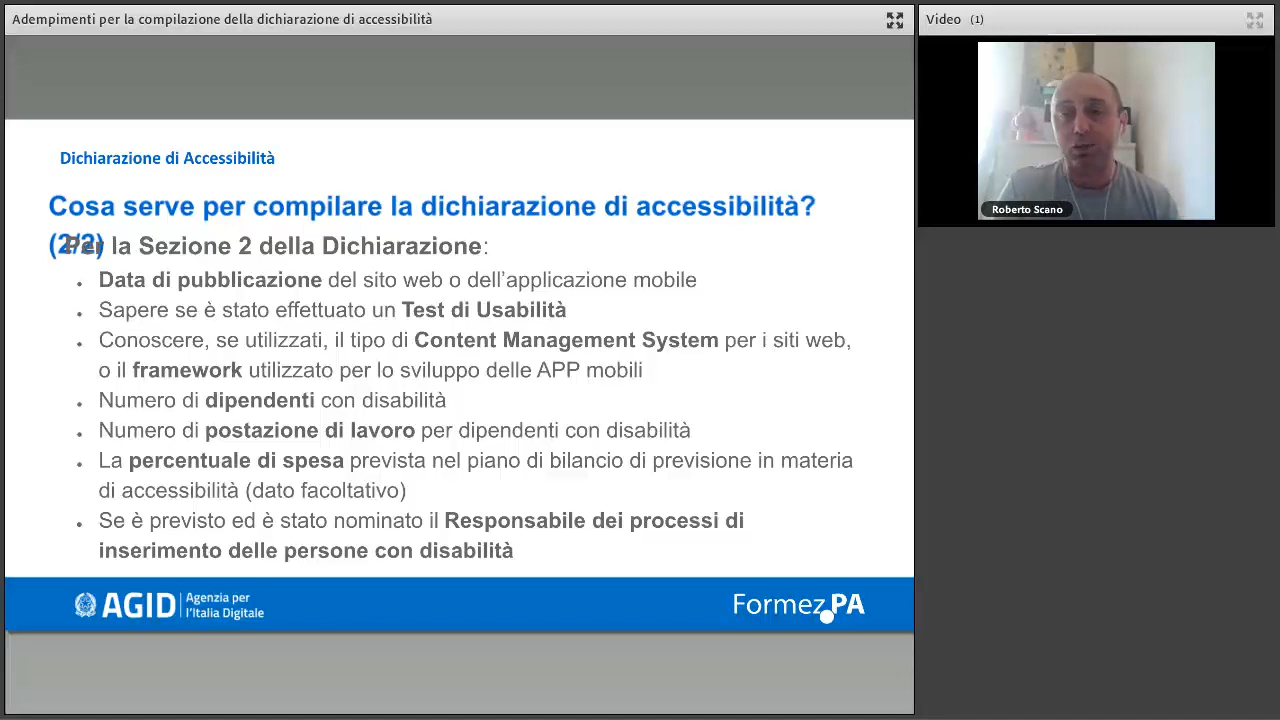 Adempimenti per la compilazione della dichiarazione di accessibilità
Video (1)
Roberto Scano
Dichiarazione di Accessibilità
Cosa serve per compilare la dichiarazione di accessibilità?
(2/2)
Per la Sezione 2 della Dichiarazione:
• Data di pubblicazione del sito web o dell’applicazione mobile
• Sapere se è stato effettuato un Test di Usabilità
• Conoscere, se utilizzati, il tipo di Content Management System per i siti web,
o il framework utilizzato per lo sviluppo delle APP mobili
• Numero di dipendenti con disabilità
• Numero di postazione di lavoro per dipendenti con disabilità
• La percentuale di spesa prevista nel piano di bilancio di previsione in materia
di accessibilità (dato facoltativo)
• Se è previsto ed è stato nominato il Responsabile dei processi di
inserimento delle persone con disabilità
AGID
Agenzia per
l’Italia Digitale
Formez PA